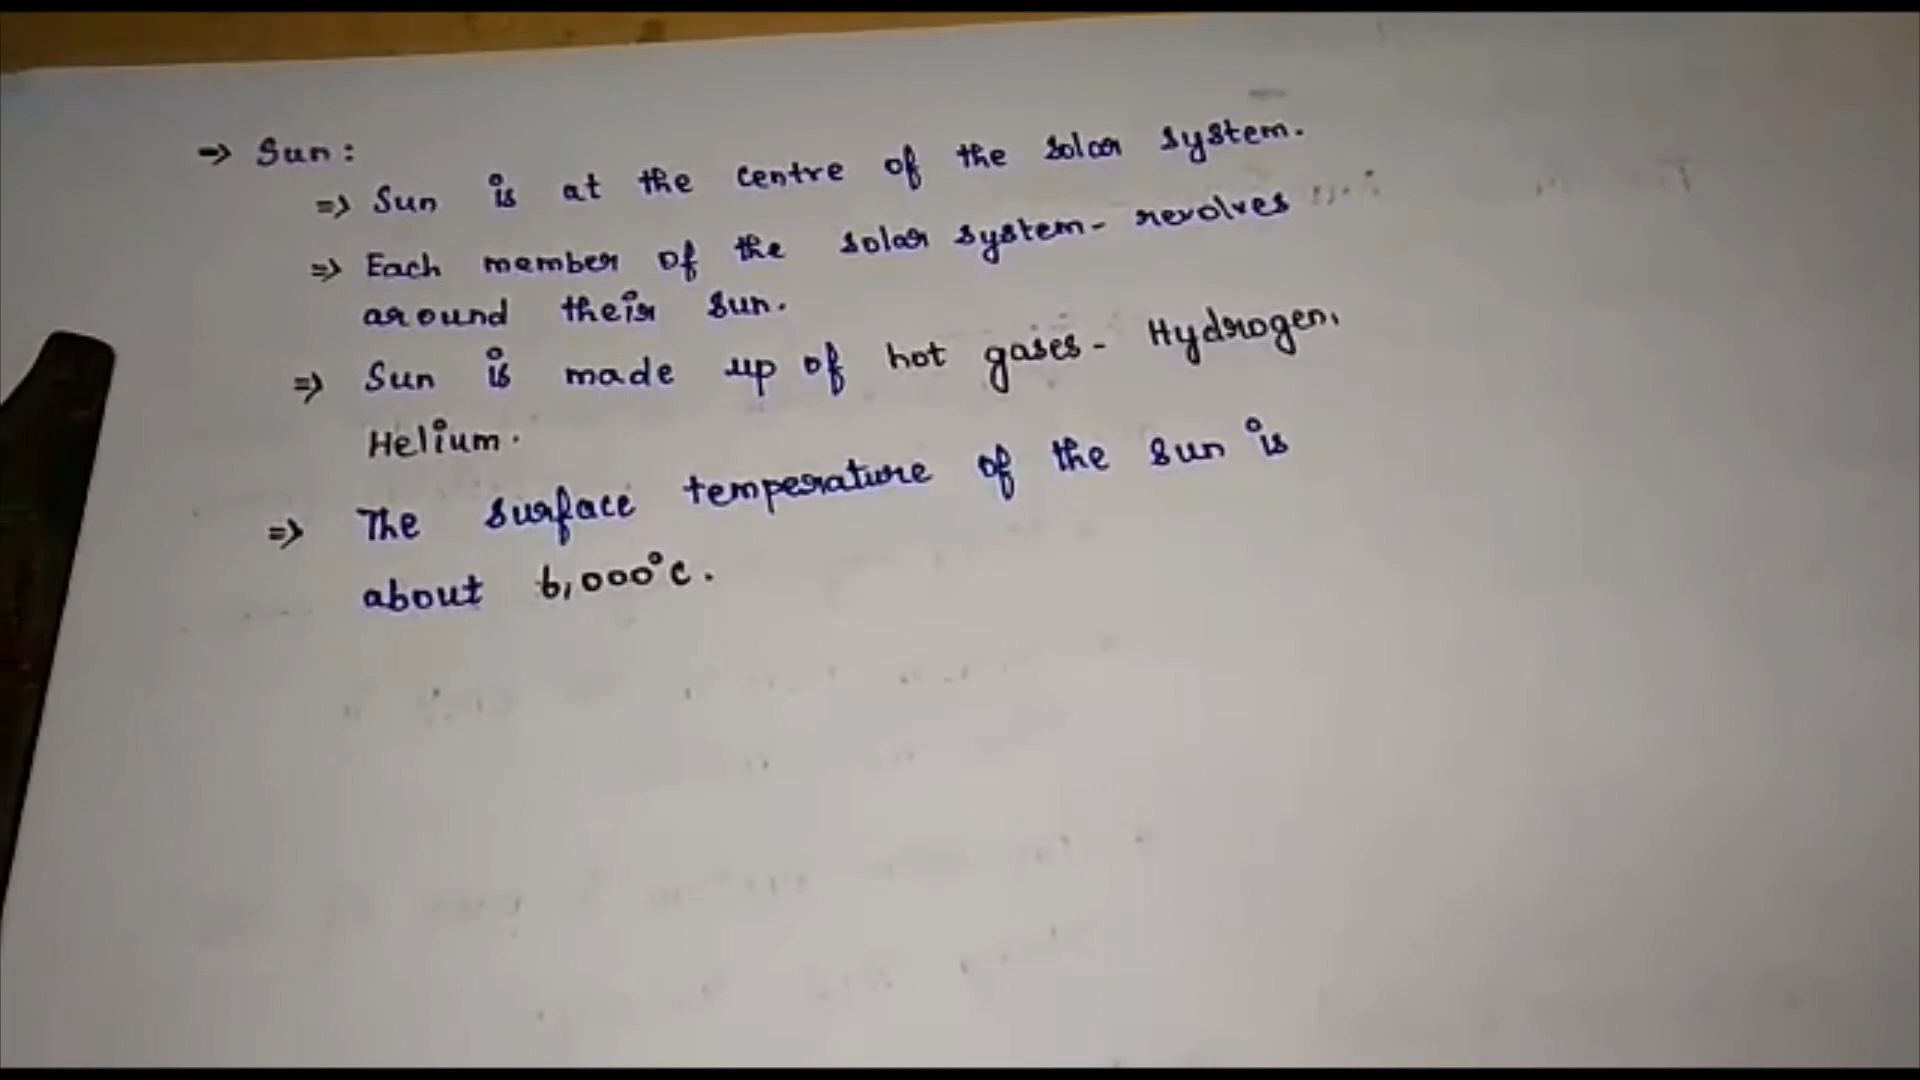 → Sun:
⇒ Sun is at the centre of the solar system.
⇒ Each member of the solar system - revolves
around their sun.
⇒ Sun is made up of hot gases - Hydrogen,
Helium.
⇒ The surface temperature of the sun is
about 6,000°c.